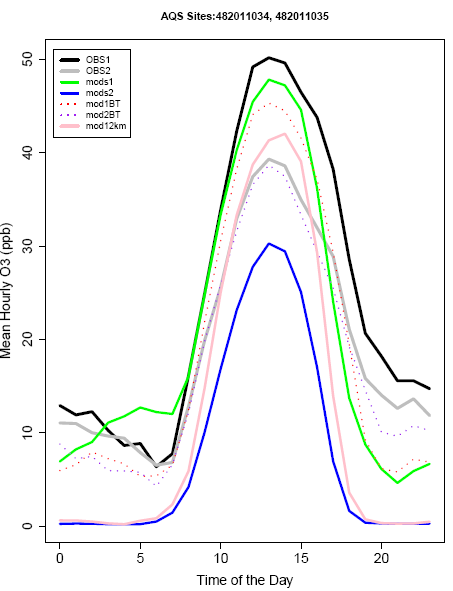 AQS Sites:482011034, 482011035
OBS1
OBS2
mods1
mods2
mod1BT
mod2BT
mod12km
Mean Hourly O3 (ppb)
50
40
30
20
10
0
0 5 10 15 20
Time of the Day